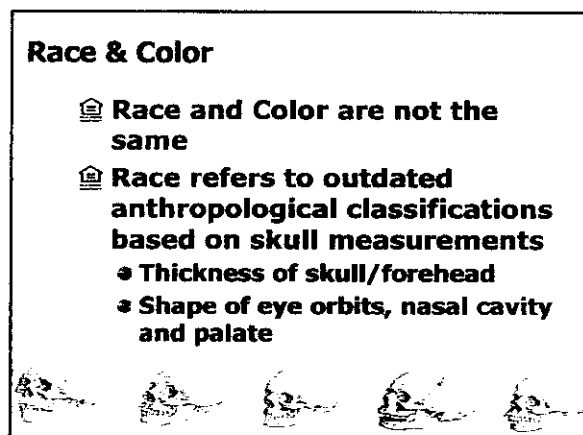 Race & Color
Race and Color are not the
same
Race refers to outdated
anthropological classifications
based on skull measurements
Thickness of skull/forehead
Shape of eye orbits, nasal cavity
and palate